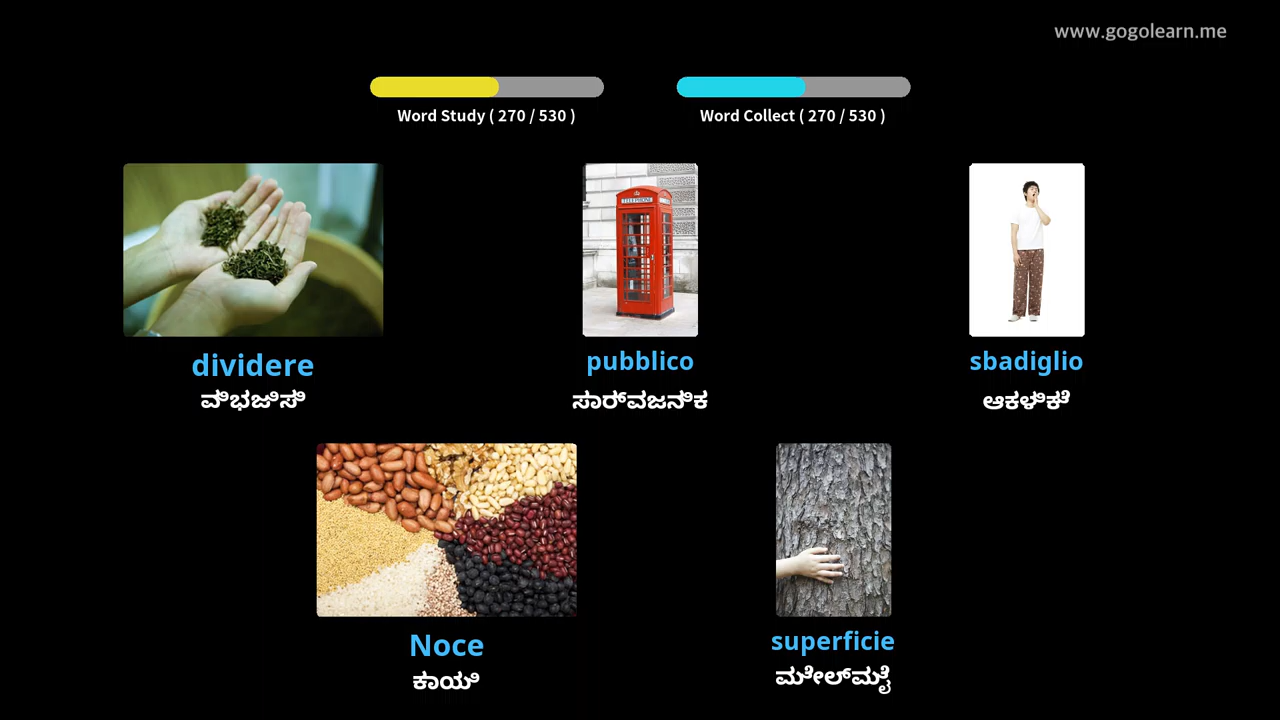 www.gogolearn.me
Word Study ( 270 / 530 )
Word Collect ( 270 / 530 )
TELEPHONE
dividere
ವಿಭಜಿಸಿ
pubblico
ಸಾರ್ವಜನಿಕ
sbadiglio
ಆಕಳಿಕೆ
Noce
ಕಾಯಿ
superficie
ಮೇಲ್ಮೈ